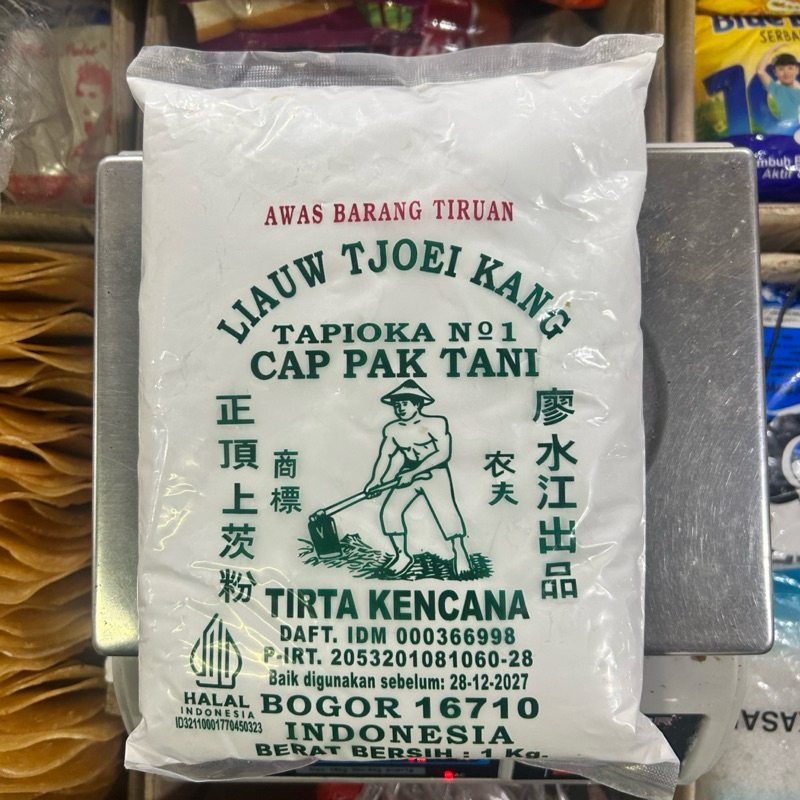 AWAS BARANG TIRUAN
LIAUW TJOEI KANG
TAPIOKA Nº1
CAP PAK TANI
正頂上茨粉
商標
农夫
廖水江出品
TIRTA KENCANA
DAFT. IDM 000366998
P-IRT. 2053201081060-28
Baik digunakan sebelum: 28-12-2027
HALAL
INDONESIA
ID32110001770450323
BOGOR 16710
INDONESIA
BERAT BERSIH : 1 Kg.
SERBA